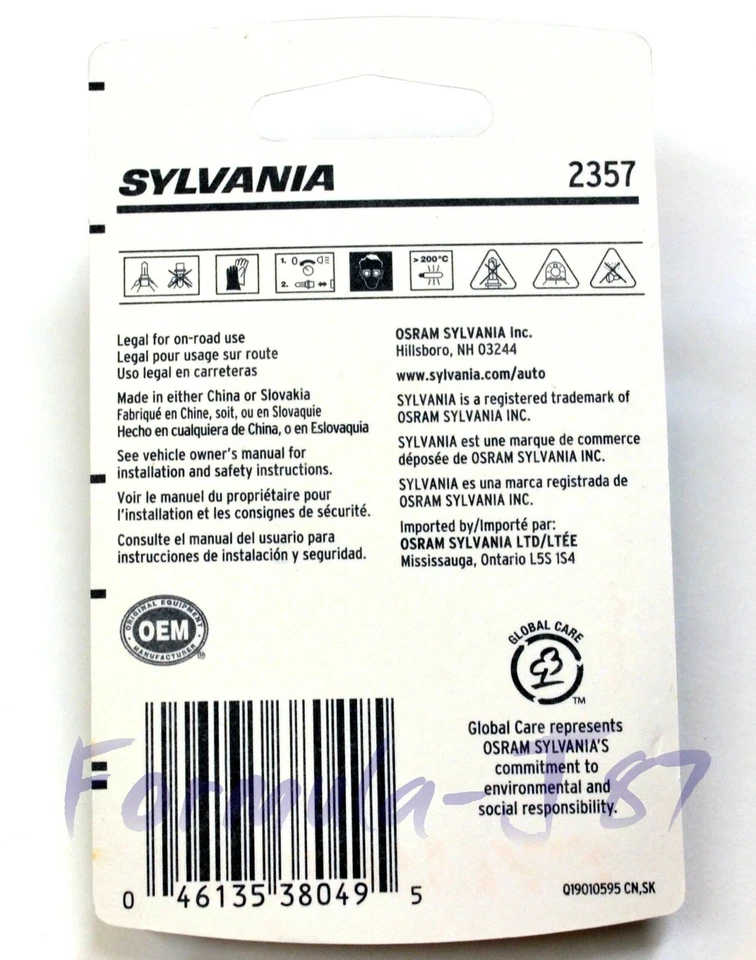 SYLVANIA 2357
1. 0
2.
> 200°C
Legal for on-road use
Legal pour usage sur route
Uso legal en carreteras
Made in either China or Slovakia
Fabriqué en Chine, soit, ou en Slovaquie
Hecho en cualquiera de China, o en Eslovaquia
See vehicle owner's manual for
installation and safety instructions.
Voir le manuel du propriétaire pour
l'installation et les consignes de sécurité.
Consulte el manual del usuario para
instrucciones de instalación y seguridad.
OSRAM SYLVANIA Inc.
Hillsboro, NH 03244
www.sylvania.com/auto
SYLVANIA is a registered trademark of
OSRAM SYLVANIA INC.
SYLVANIA est une marque de commerce
déposée de OSRAM SYLVANIA INC.
SYLVANIA es una marca registrada de
OSRAM SYLVANIA INC.
Imported by/Importé par:
OSRAM SYLVANIA LTD/LTÉE
Mississauga, Ontario L5S 1S4
ORIGINAL EQUIPMENT
OEM
MANUFACTURER
®
GLOBAL CARE
TM
Global Care represents
OSRAM SYLVANIA'S
commitment to
environmental and
social responsibility.
Formula-J87
0 46135 38049 5
Q19010595 CN,SK